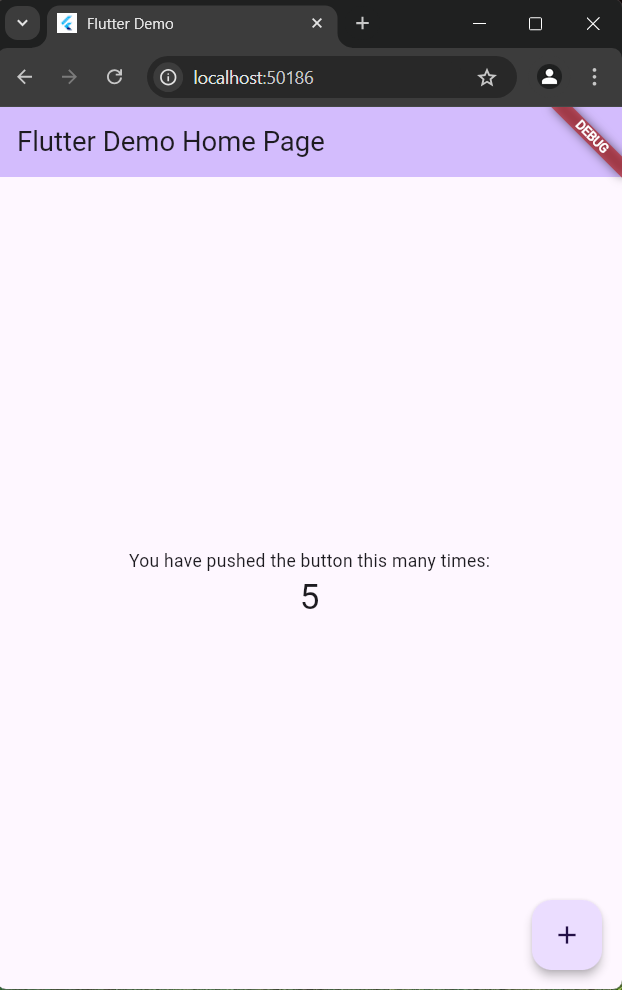 Flutter Demo
localhost:50186
Flutter Demo Home Page
DEBUG
You have pushed the button this many times:
5